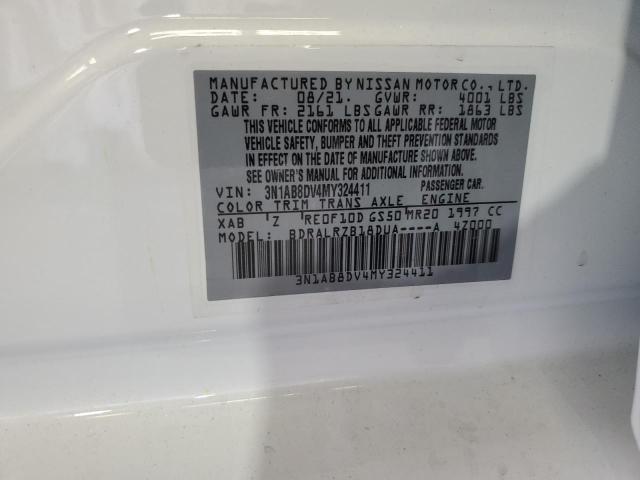 MANUFACTURED BY NISSAN MOTOR CO., LTD.
DATE: 08/21. GVWR: 4001 LBS
GAWR FR: 2161 LBS GAWR RR: 1863 LBS
THIS VEHICLE CONFORMS TO ALL APPLICABLE FEDERAL MOTOR
VEHICLE SAFETY, BUMPER AND THEFT PREVENTION STANDARDS
IN EFFECT ON THE DATE OF MANUFACTURE SHOWN ABOVE.
SEE OWNER'S MANUAL FOR ADDITIONAL INFORMATION.
VIN: 3N1AB8DV4MY324411 PASSENGER CAR.
COLOR TRIM TRANS AXLE ENGINE
XAB Z RE0F10D GS50 MR20 1997 CC
MODEL: BDRALRZB18DUA----A 4Z000
3N1AB8DV4MY324411